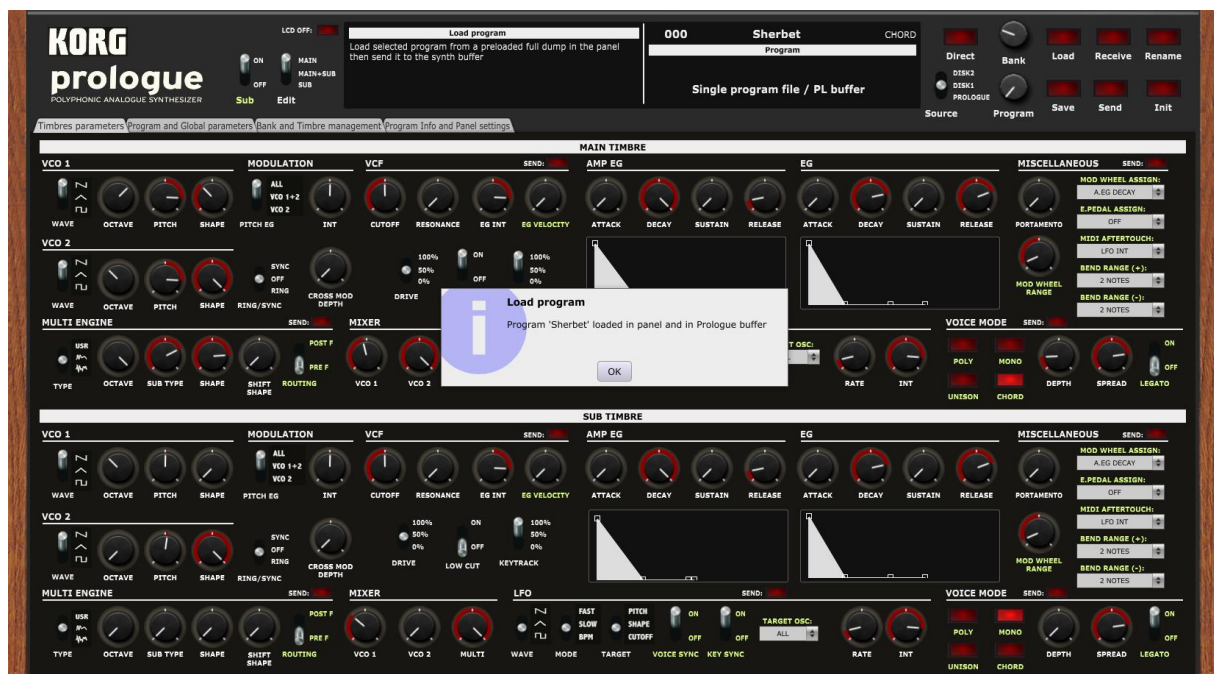 KORG
prologue
POLYPHONIC ANALOGUE SYNTHESIZER
LCD OFF:
ON
OFF
Sub
MAIN
MAIN+SUB
SUB
Edit
Load program
Load selected program from a preloaded full dump in the panel
then send it to the synth buffer
000 Sherbet CHORD
Program
Single program file / PL buffer
Direct
Bank
Load
Receive
Rename
DISK2
DISK1
PROLOGUE
Source
Program
Save
Send
Init
Timbres parameters
Program and Global parameters
Bank and Timbre management
Program Info and Panel settings
MAIN TIMBRE
VCO 1
WAVE OCTAVE PITCH SHAPE
MODULATION
ALL
VCO 1+2
VCO 2
PITCH EG INT
VCF SEND:
CUTOFF RESONANCE EG INT EG VELOCITY
AMP EG
ATTACK DECAY SUSTAIN RELEASE
EG
ATTACK DECAY SUSTAIN RELEASE
MISCELLANEOUS SEND:
PORTAMENTO
MOD WHEEL ASSIGN:
A.EG DECAY
E.PEDAL ASSIGN:
OFF
MIDI AFTERTOUCH:
LFO INT
BEND RANGE (+):
2 NOTES
BEND RANGE (-):
2 NOTES
MOD WHEEL
RANGE
VCO 2
WAVE OCTAVE PITCH SHAPE
SYNC
OFF
RING
RING/SYNC
CROSS MOD
DEPTH
100%
50%
0%
DRIVE
ON
OFF
100%
50%
0%
Load program
Program 'Sherbet' loaded in panel and in Prologue buffer
OK
MULTI ENGINE SEND:
USR
TYPE OCTAVE SUB TYPE SHAPE
SHIFT
SHAPE
POST F
PRE F
ROUTING
MIXER
VCO 1 VCO 2
T OSC:
RATE INT
VOICE MODE SEND:
POLY MONO
UNISON CHORD
DEPTH SPREAD
ON
OFF
LEGATO
SUB TIMBRE
VCO 1
WAVE OCTAVE PITCH SHAPE
MODULATION
ALL
VCO 1+2
VCO 2
PITCH EG INT
VCF SEND:
CUTOFF RESONANCE EG INT EG VELOCITY
AMP EG
ATTACK DECAY SUSTAIN RELEASE
EG
ATTACK DECAY SUSTAIN RELEASE
MISCELLANEOUS SEND:
PORTAMENTO
MOD WHEEL ASSIGN:
A.EG DECAY
E.PEDAL ASSIGN:
OFF
MIDI AFTERTOUCH:
LFO INT
BEND RANGE (+):
2 NOTES
BEND RANGE (-):
2 NOTES
MOD WHEEL
RANGE
VCO 2
WAVE OCTAVE PITCH SHAPE
SYNC
OFF
RING
RING/SYNC
CROSS MOD
DEPTH
100%
50%
0%
DRIVE
ON
OFF
LOW CUT
100%
50%
0%
KEYTRACK
MULTI ENGINE SEND:
USR
TYPE OCTAVE SUB TYPE SHAPE
SHIFT
SHAPE
POST F
PRE F
ROUTING
MIXER
VCO 1 VCO 2 MULTI
LFO SEND:
WAVE
FAST
SLOW
BPM
MODE
PITCH
SHAPE
CUTOFF
TARGET
ON
OFF
VOICE SYNC
ON
OFF
KEY SYNC
TARGET OSC:
ALL
RATE INT
VOICE MODE SEND:
POLY MONO
UNISON CHORD
DEPTH SPREAD
ON
OFF
LEGATO